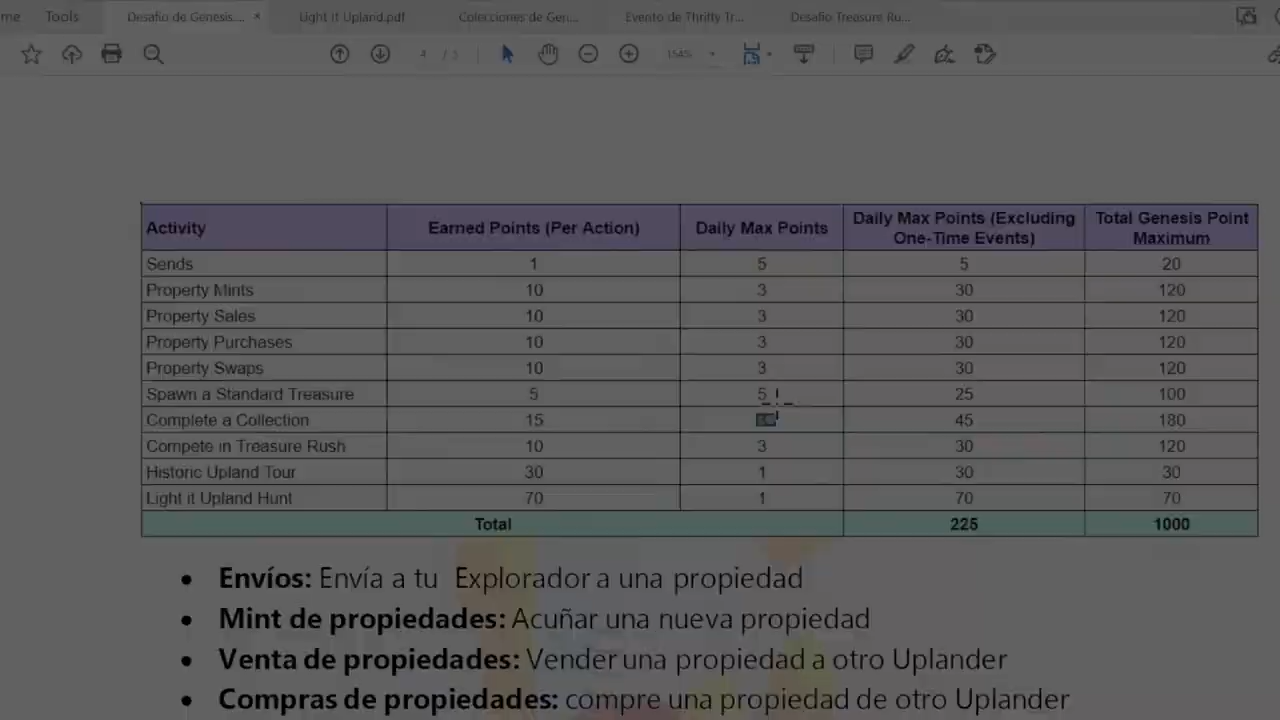 me Tools Desafio de Genesis.... × Light It Upland.pdf Colecciones de Gen... Evento de Thrifty Tr... Desafio Treasure Ru...
4 / 5 154%
Activity Earned Points (Per Action) Daily Max Points Daily Max Points (Excluding One-Time Events) Total Genesis Point Maximum
Sends 1 5 5 20
Property Mints 10 3 30 120
Property Sales 10 3 30 120
Property Purchases 10 3 30 120
Property Swaps 10 3 30 120
Spawn a Standard Treasure 5 5 25 100
Complete a Collection 15 45 180
Compete in Treasure Rush 10 3 30 120
Historic Upland Tour 30 1 30 30
Light it Upland Hunt 70 1 70 70
Total 225 1000
• Envíos: Envía a tu Explorador a una propiedad
• Mint de propiedades: Acuñar una nueva propiedad
• Venta de propiedades: Vender una propiedad a otro Uplander
• Compras de propiedades: compre una propiedad de otro Uplander